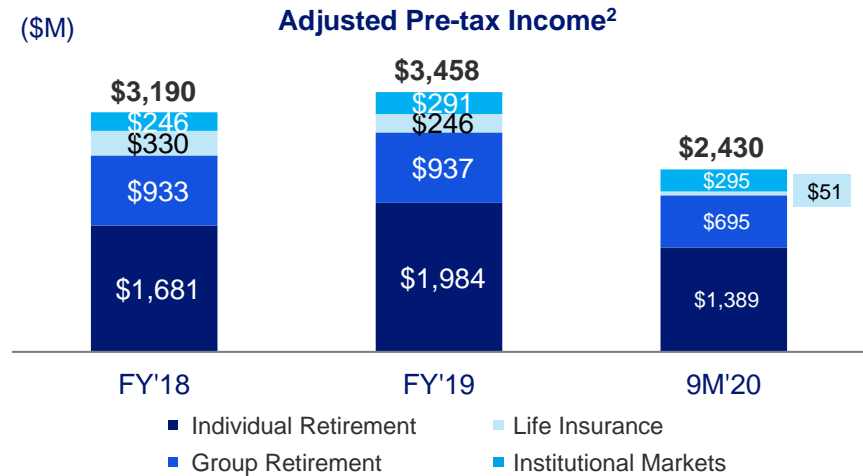 ($M)
Adjusted Pre-tax Income²
$3,190
$246
$330
$933
$1,681
$3,458
$291
$246
$937
$1,984
$2,430
$295
$51
$695
$1,389
FY'18
FY'19
9M'20
Individual Retirement
Life Insurance
Group Retirement
Institutional Markets